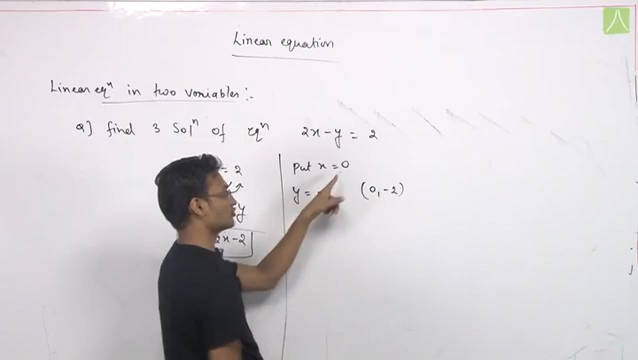 Linear equation
Linear eqⁿ in two variables :-
Q] find 3 Solⁿ of eqⁿ 2x-y = 2
= 2
y
2x-2
Put x = 0
y = (0, -2)